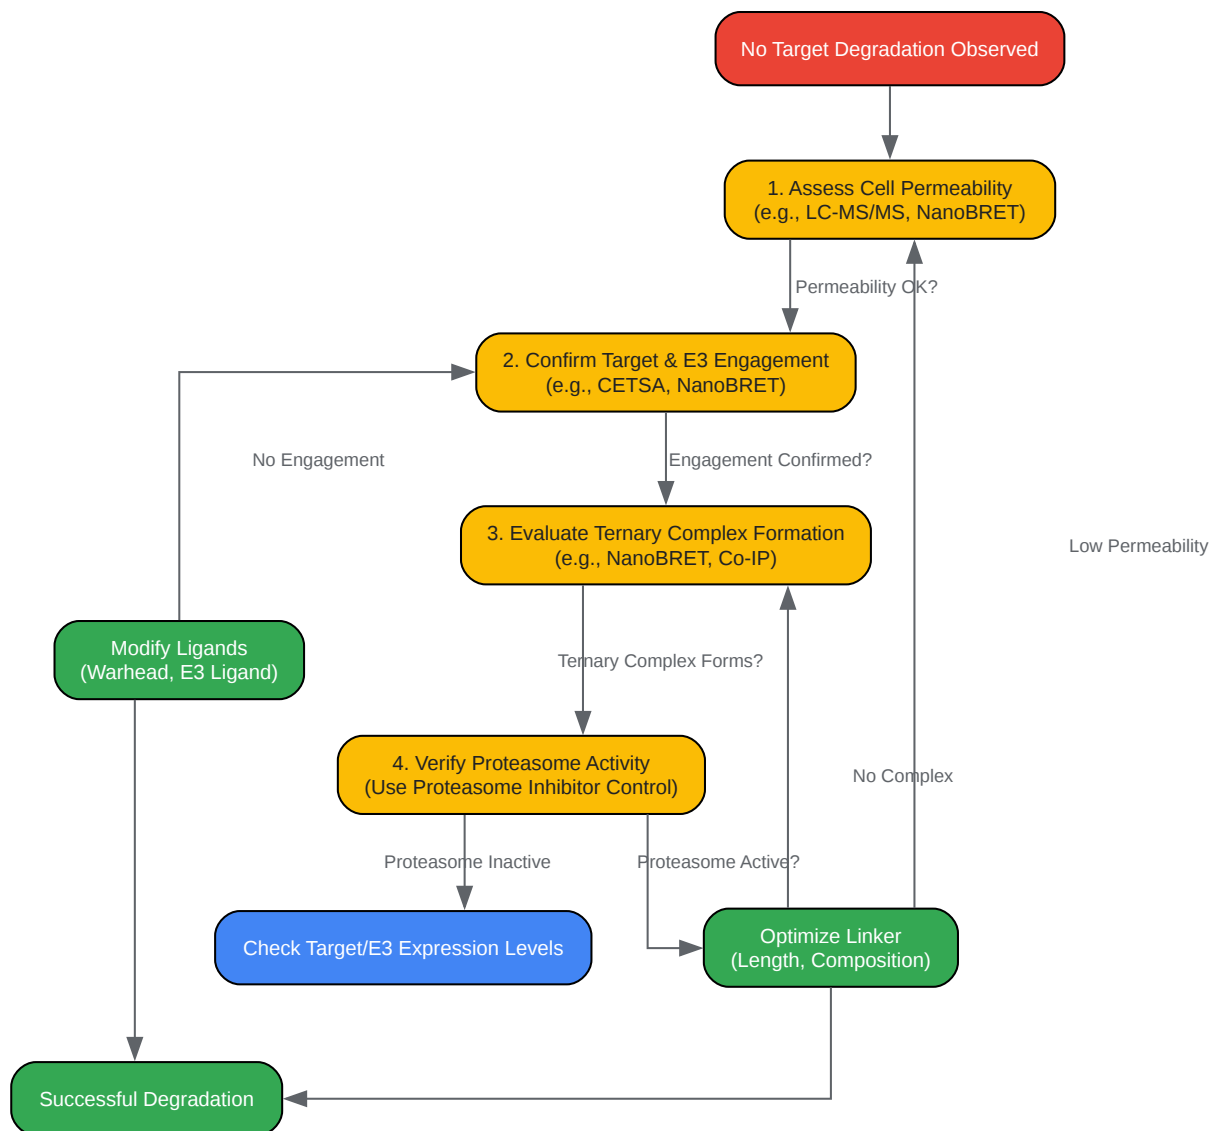 No Target Degradation Observed
1. Assess Cell Permeability
(e.g., LC-MS/MS, NanoBRET)
Permeability OK?
2. Confirm Target & E3 Engagement
(e.g., CETSA, NanoBRET)
No Engagement
Engagement Confirmed?
3. Evaluate Ternary Complex Formation
(e.g., NanoBRET, Co-IP)
Low Permeability
Modify Ligands
(Warhead, E3 Ligand)
Ternary Complex Forms?
4. Verify Proteasome Activity
(Use Proteasome Inhibitor Control)
No Complex
Proteasome Inactive
Proteasome Active?
Check Target/E3 Expression Levels
Optimize Linker
(Length, Composition)
Successful Degradation